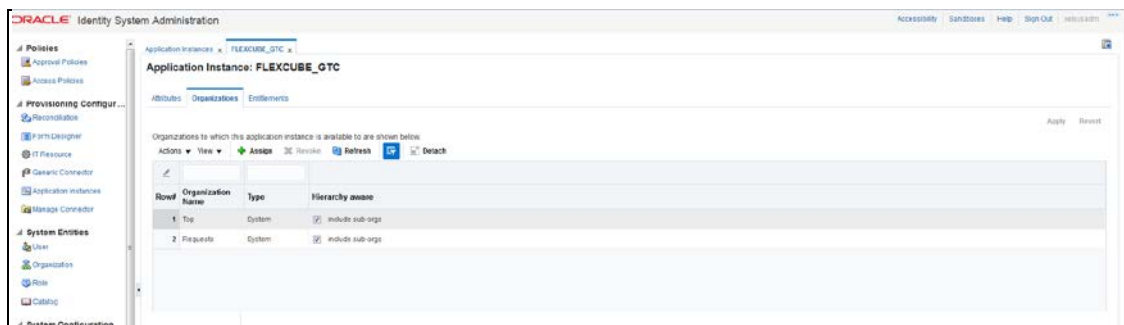 ORACLE Identity System Administration
Accessibility Sandboxes Help Sign Out
Policies
Approval Policies
Access Policies
Provisioning Configur...
Reconciliation
Form Designer
IT Resource
Generic Connector
Application Instances
Manage Connector
System Entities
User
Organization
Role
Catalog
System Configuration
Application Instances x FLEXCUBE_GTC x
Application Instance: FLEXCUBE_GTC
Attributes Organizations Entitlements
Apply Revert
Organizations to which this application instance is available to are shown below.
Actions View Assign Revoke Refresh Detach
Row# Organization Name Type Hierarchy aware
1 Top System include sub-orgs
2 Requests System include sub-orgs